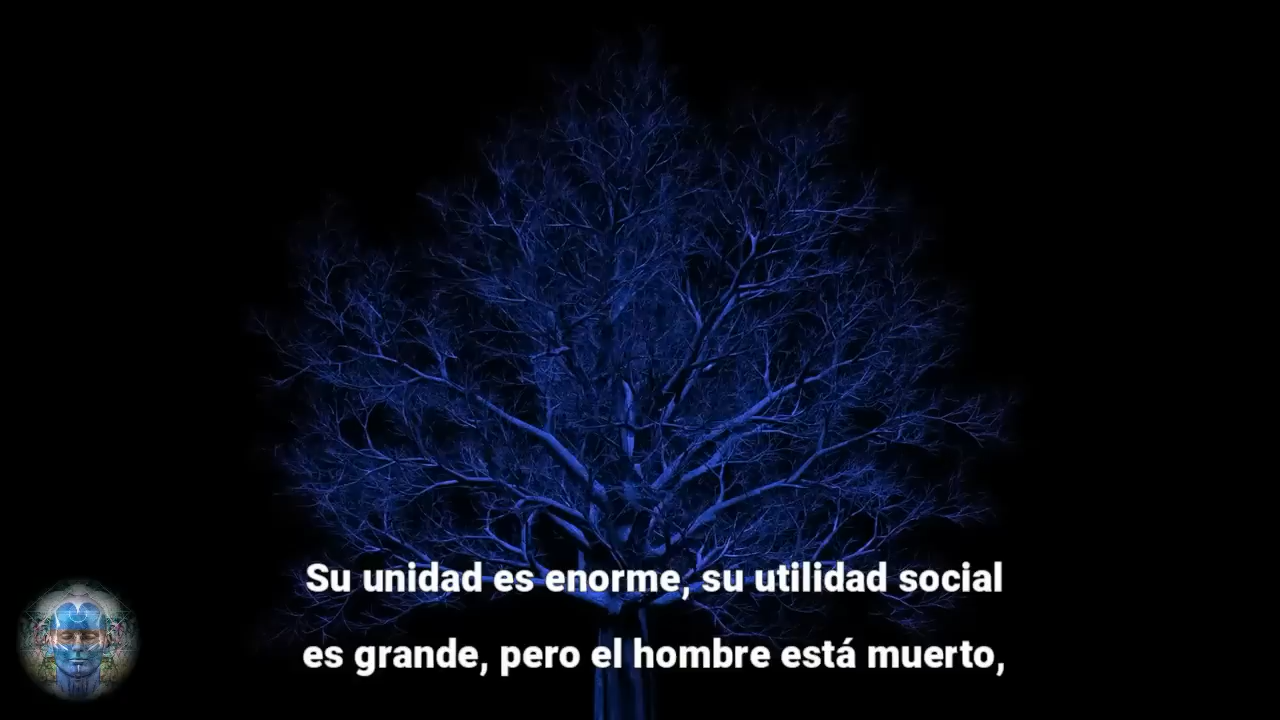 Su unidad es enorme, su utilidad social
es grande, pero el hombre está muerto,